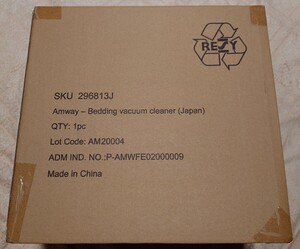 RESY
SKU 296813J
Amway – Bedding vacuum cleaner (Japan)
QTY: 1pc
Lot Code: AM20004
ADM IND. NO.:P-AMWFE02000009
Made in China